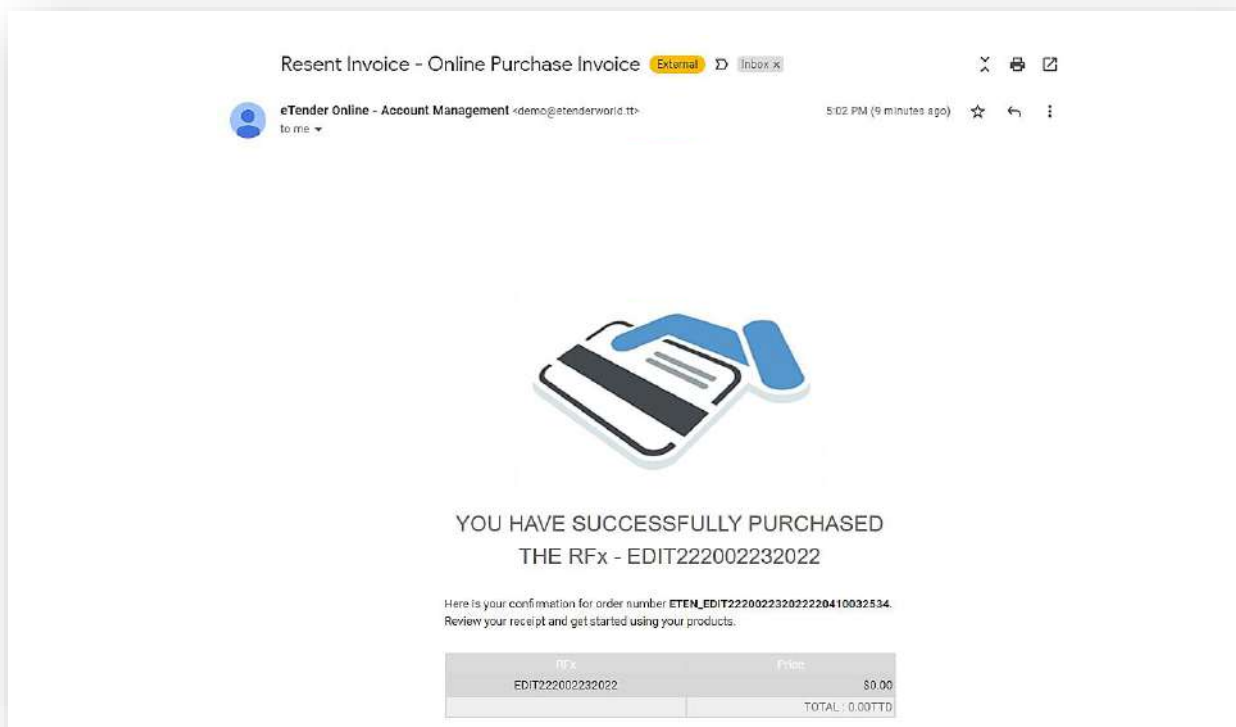 Resent Invoice - Online Purchase Invoice External Inbox x
eTender Online - Account Management <demo@etenderworld.tt> 5:02 PM (9 minutes ago)
to me
YOU HAVE SUCCESSFULLY PURCHASED
THE RFx - EDIT222002232022
Here is your confirmation for order number ETEN_EDIT222002232022220410032534.
Review your receipt and get started using your products.
RFx Price
EDIT222002232022 $0.00
TOTAL : 0.00TTD